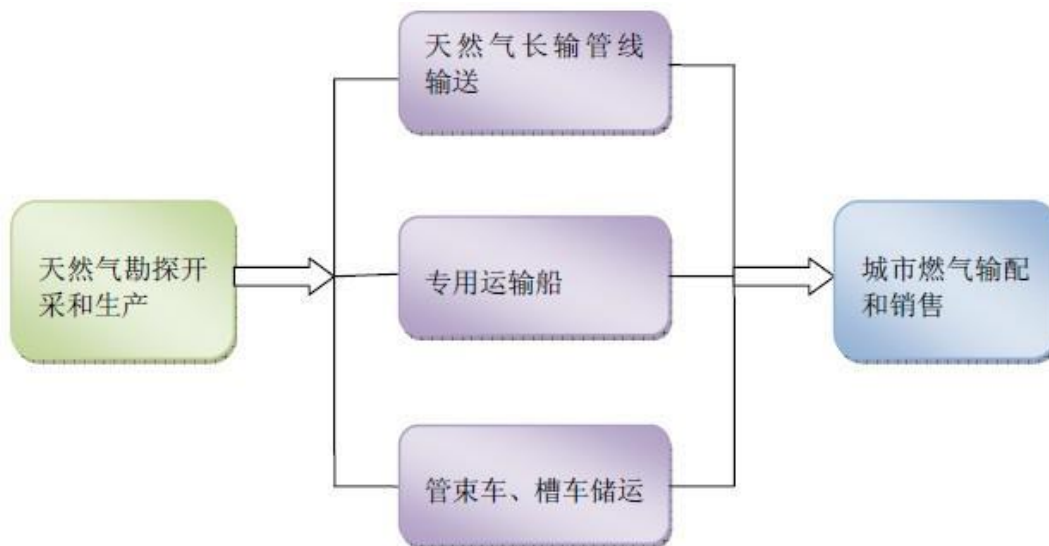 天然气长输管线
输送
天然气勘探开
采和生产
专用运输船
城市燃气输配
和销售
管束车、槽车储运